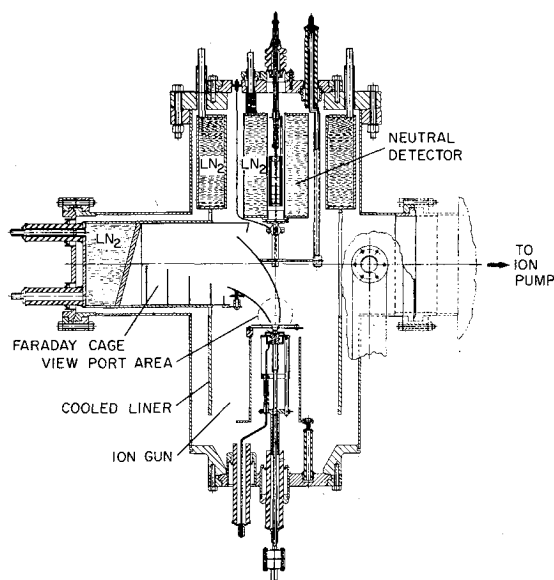 LN2
LN2
NEUTRAL
DETECTOR
LN2
TO
ION
PUMP
FARADAY CAGE
VIEW PORT AREA
COOLED LINER
ION GUN